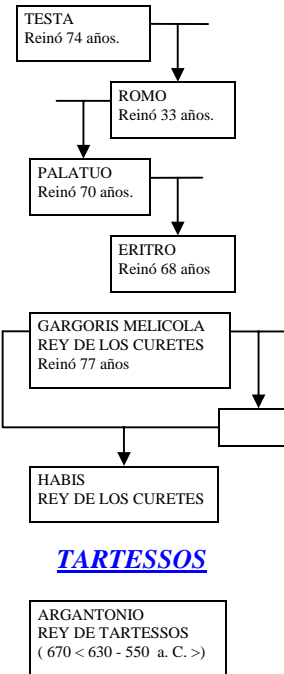 TESTA
Reinó 74 años.
ROMO
Reinó 33 años.
PALATUO
Reinó 70 años.
ERITRO
Reinó 68 años
GARGORIS MELICOLA
REY DE LOS CURETES
Reinó 77 años
HABIS
REY DE LOS CURETES
TARTESSOS
ARGANTONIO
REY DE TARTESSOS
( 670 < 630 - 550 a. C. >)